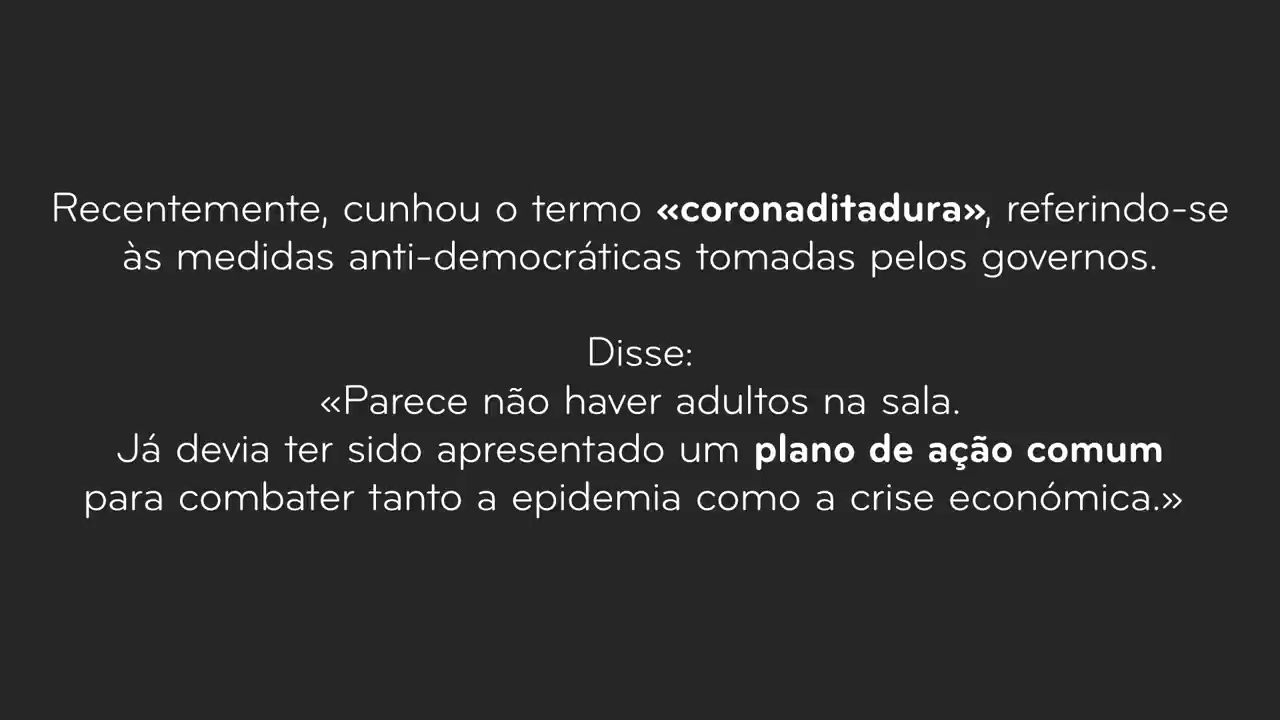 Recentemente, cunhou o termo «coronaditadura», referindo-se
às medidas anti-democráticas tomadas pelos governos.
Disse:
«Parece não haver adultos na sala.
Já devia ter sido apresentado um plano de ação comum
para combater tanto a epidemia como a crise económica.»